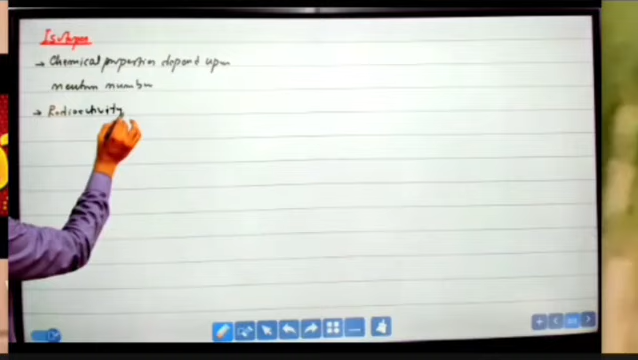 Isotopes
→ Chemical properties depend upon
neutron number
→ Radioactivity